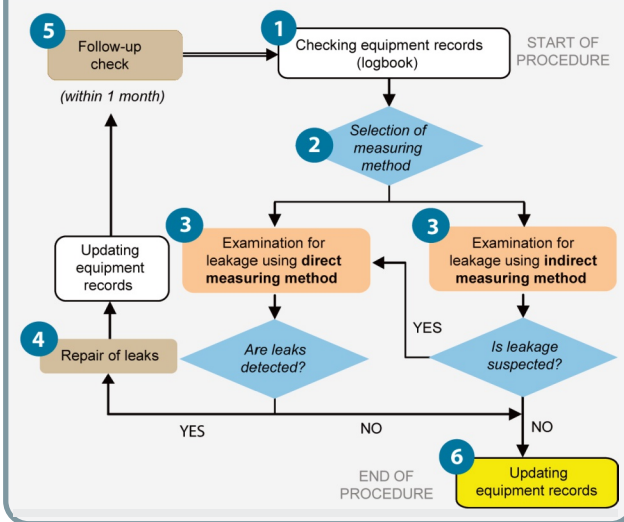 5
Follow-up
check
(within 1 month)
1
Checking equipment records
(logbook)
START OF
PROCEDURE
2
Selection of
measuring
method
3
Examination for
leakage using direct
measuring method
3
Examination for
leakage using indirect
measuring method
Updating
equipment
records
YES
4
Repair of leaks
Are leaks
detected?
Is leakage
suspected?
YES
NO
NO
END OF
PROCEDURE
6
Updating
equipment records